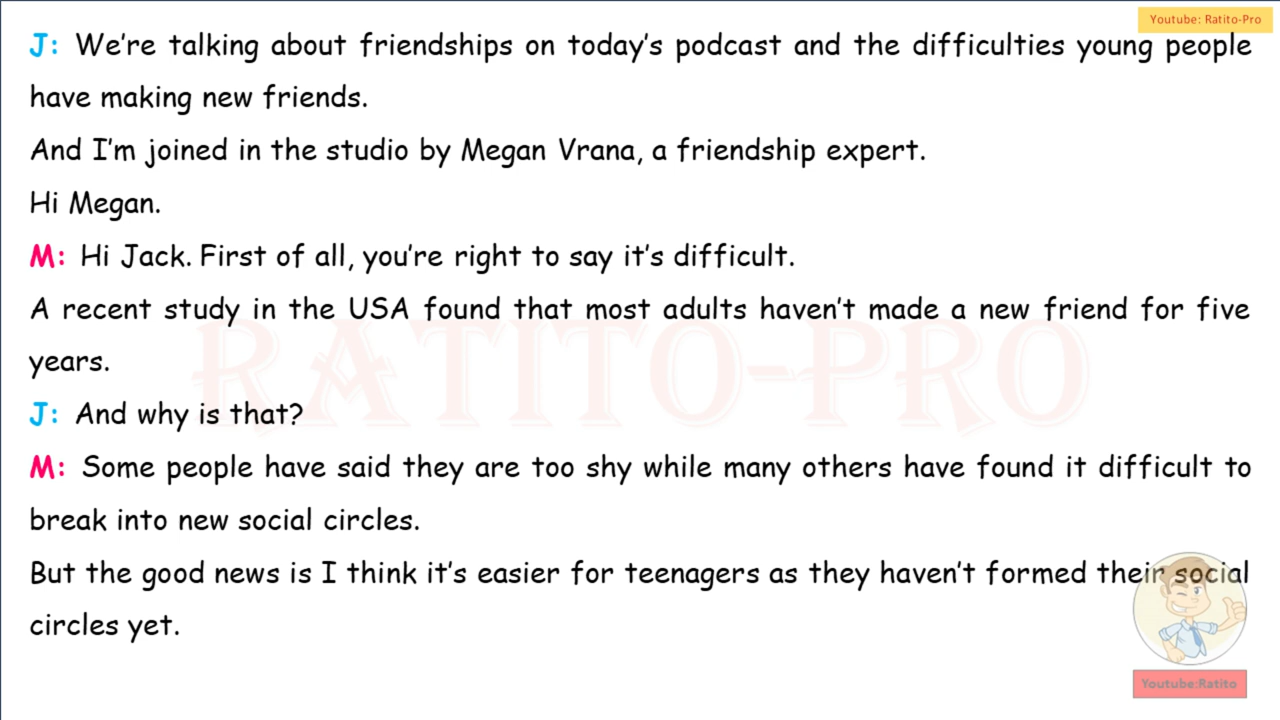 Youtube: Ratito-Pro
J: We're talking about friendships on today's podcast and the difficulties young people
have making new friends.
And I'm joined in the studio by Megan Vrana, a friendship expert.
Hi Megan.
M: Hi Jack. First of all, you're right to say it's difficult.
A recent study in the USA found that most adults haven't made a new friend for five
years.
RATITO-PRO
J: And why is that?
M: Some people have said they are too shy while many others have found it difficult to
break into new social circles.
But the good news is I think it's easier for teenagers as they haven't formed their social
circles yet.
Youtube:Ratito